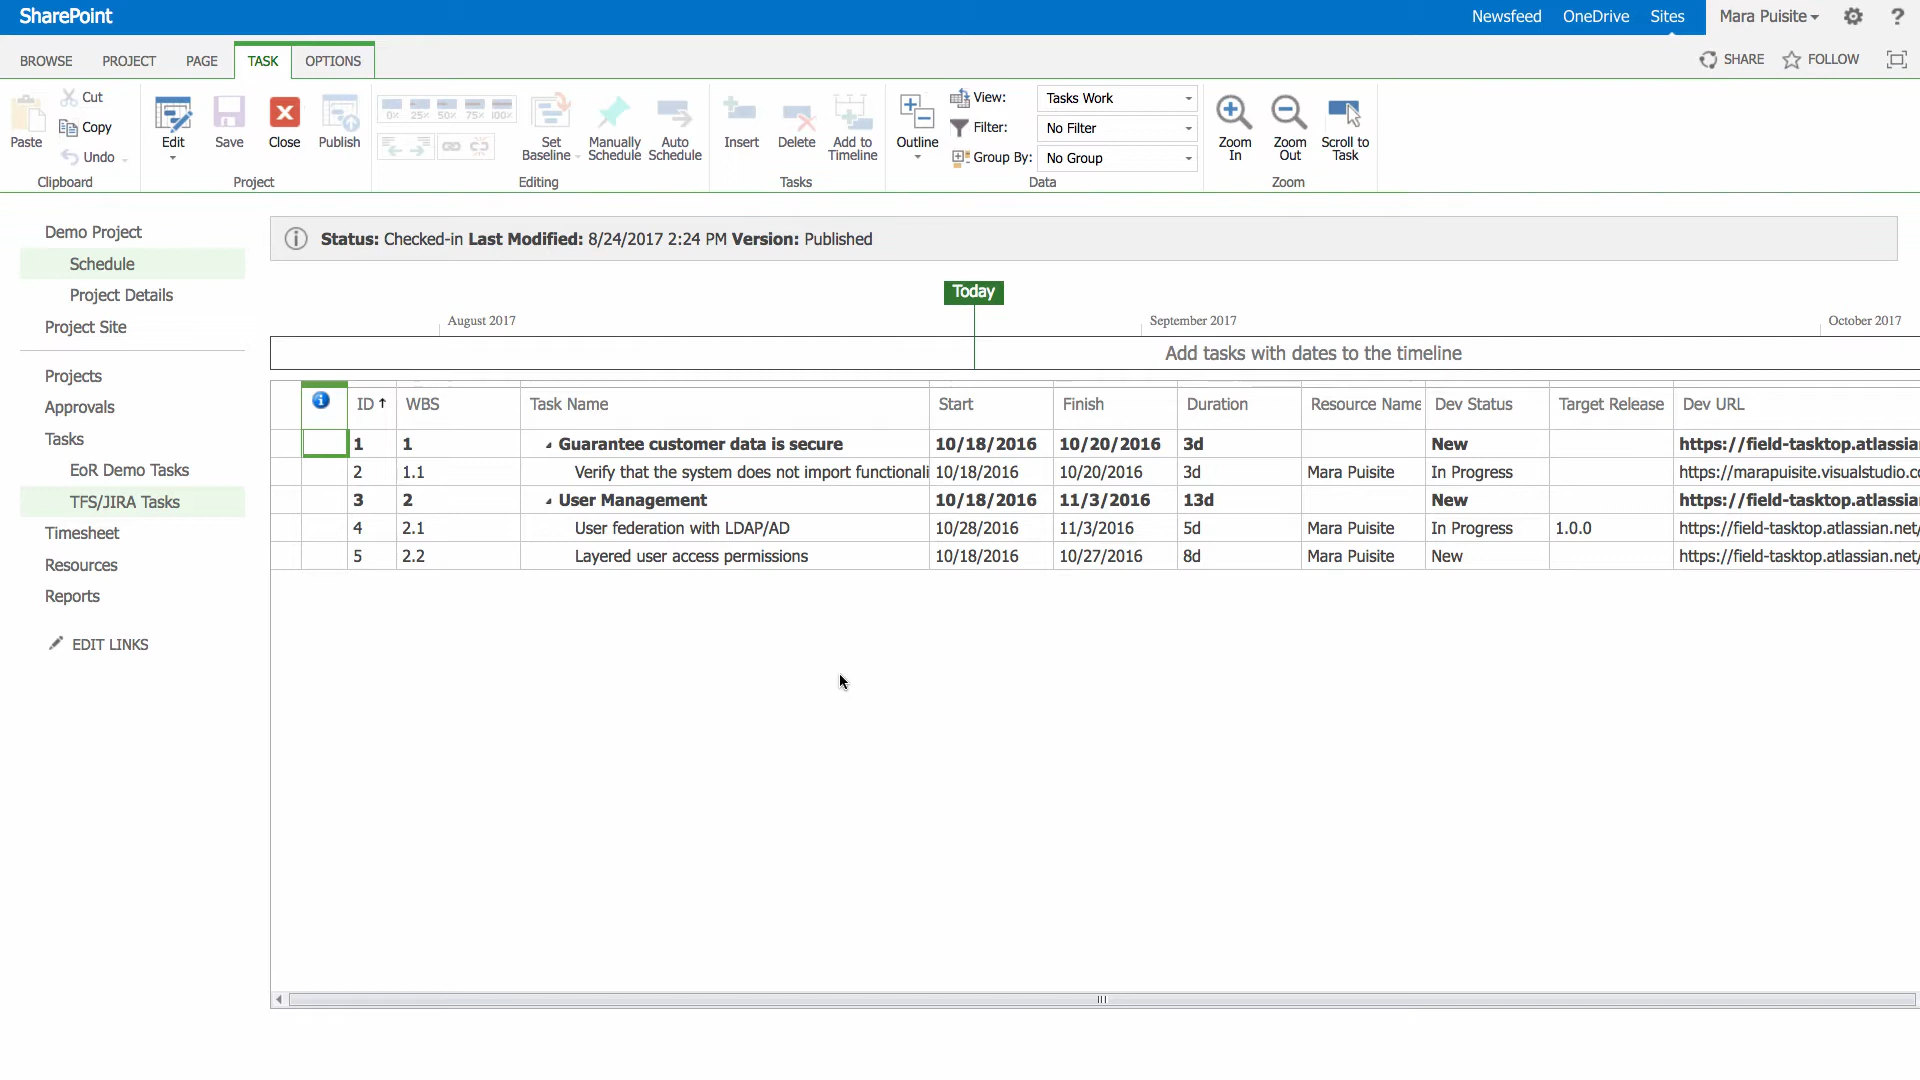 SharePoint
Newsfeed OneDrive Sites Mara Puisite ?
BROWSE PROJECT PAGE TASK OPTIONS SHARE FOLLOW
Paste Cut Copy Undo
Edit Save Close Publish
0% 25% 50% 75% 100%
Set Baseline Manually Schedule Auto Schedule
Insert Delete Add to Timeline
Outline
View: Tasks Work
Filter: No Filter
Group By: No Group
Zoom In Zoom Out Scroll to Task
Clipboard Project Editing Tasks Data Zoom
Demo Project
Schedule
Project Details
Project Site
Projects
Approvals
Tasks
EoR Demo Tasks
TFS/JIRA Tasks
Timesheet
Resources
Reports
EDIT LINKS
Status: Checked-in Last Modified: 8/24/2017 2:24 PM Version: Published
Today
August 2017 September 2017 October 2017
Add tasks with dates to the timeline
ID WBS Task Name Start Finish Duration Resource Name Dev Status Target Release Dev URL
1 1 Guarantee customer data is secure 10/18/2016 10/20/2016 3d New https://field-tasktop.atlassia
2 1.1 Verify that the system does not import functionali 10/18/2016 10/20/2016 3d Mara Puisite In Progress https://marapuisite.visualstudio.co
3 2 User Management 10/18/2016 11/3/2016 13d New https://field-tasktop.atlassia
4 2.1 User federation with LDAP/AD 10/28/2016 11/3/2016 5d Mara Puisite In Progress 1.0.0 https://field-tasktop.atlassian.net/
5 2.2 Layered user access permissions 10/18/2016 10/27/2016 8d Mara Puisite New https://field-tasktop.atlassian.net/